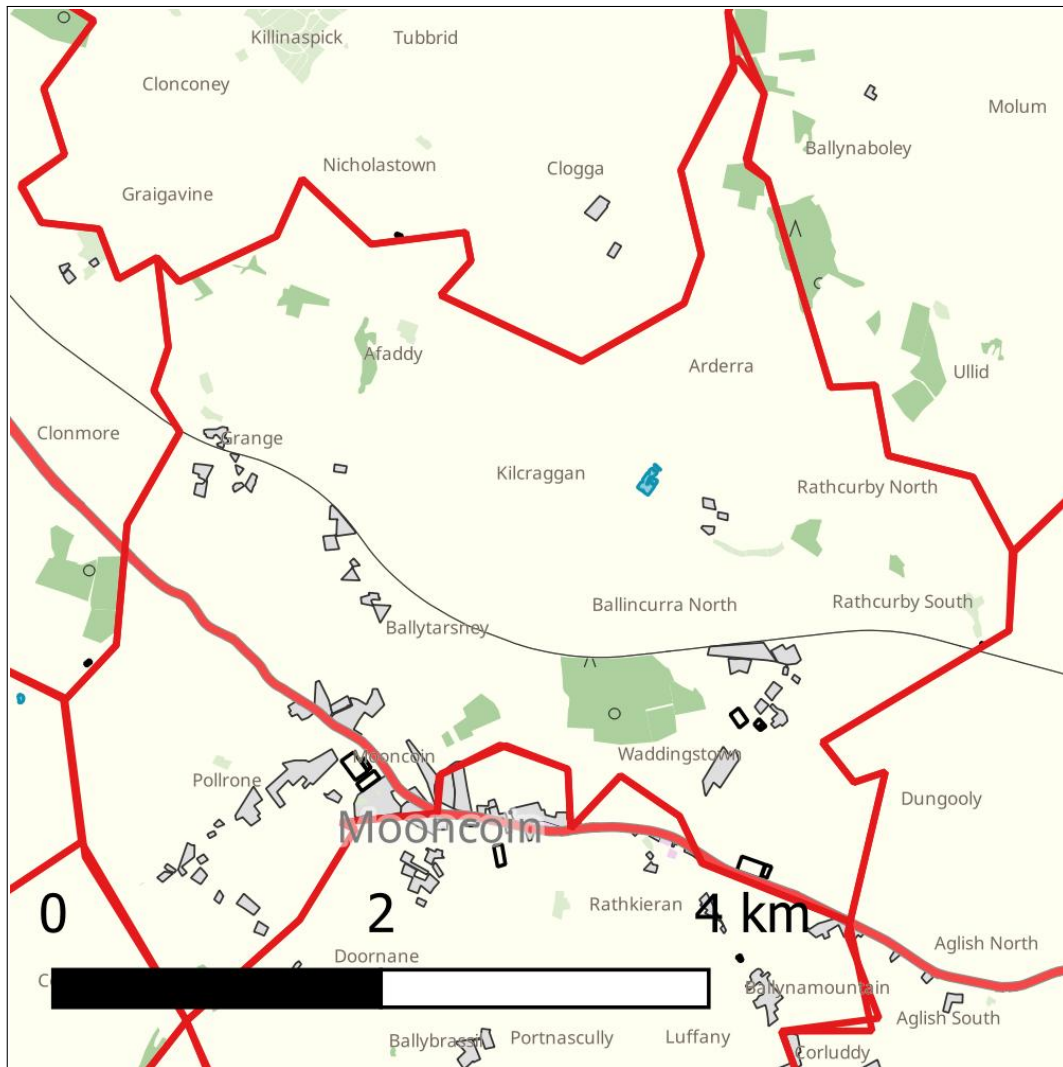 Killinaspick
Tubbrid
Clonconey
Molum
Ballynaboley
Nicholastown
Clogga
Graigavine
Afaddy
Arderra
Ullid
Clonmore
Grange
Kilcraggan
Rathcurby North
Ballincurra North
Rathcurby South
Ballytarsney
Mooncoin
Waddingstown
Pollrone
Dungooly
Mooncoin
Rathkieran
0 2 4 km
Aglish North
Doornane
Ballynamountain
Aglish South
Ballybrassil
Portnascully
Luffany
Corluddy